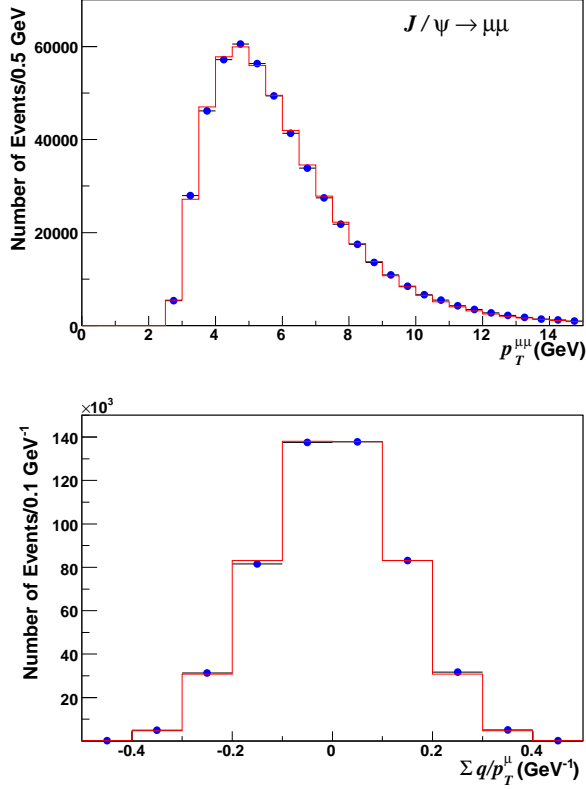 J/ψ → μμ
Number of Events/0.5 GeV
60000
40000
20000
0
0 2 4 6 8 10 12 14
p_T^μμ (GeV)
×10³
Number of Events/0.1 GeV⁻¹
140
120
100
80
60
40
20
-0.4 -0.2 0 0.2 0.4
Σ q/p_T^μ (GeV⁻¹)